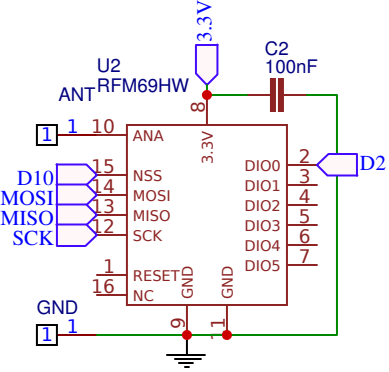 3.3V
U2
RFM69HW
C2
100nF
ANT
8
1
1
10
ANA
3.3V
D10
15
NSS
MOSI
14
MOSI
MISO
13
MISO
SCK
12
SCK
DIO0
2
D2
DIO1
3
DIO2
4
DIO3
5
DIO4
6
DIO5
7
1
RESET
16
NC
GND
GND
GND
1
1
9